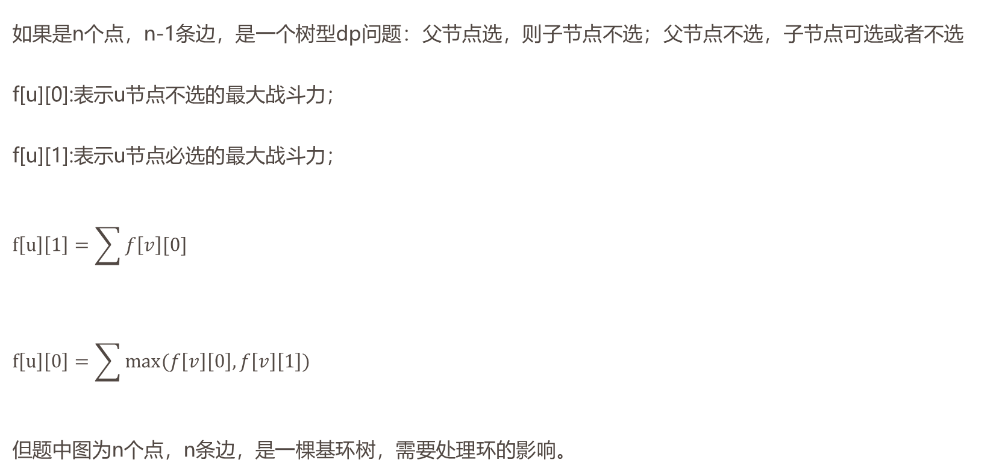 如果是n个点，n-1条边，是一个树型dp问题：父节点选，则子节点不选；父节点不选，子节点可选或者不选
f[u][0]:表示u节点不选的最大战斗力；
f[u][1]:表示u节点必选的最大战斗力；
f[u][1] = ∑ f[v][0]
f[u][0] = ∑ max(f[v][0], f[v][1])
但题中图为n个点，n条边，是一棵基环树，需要处理环的影响。